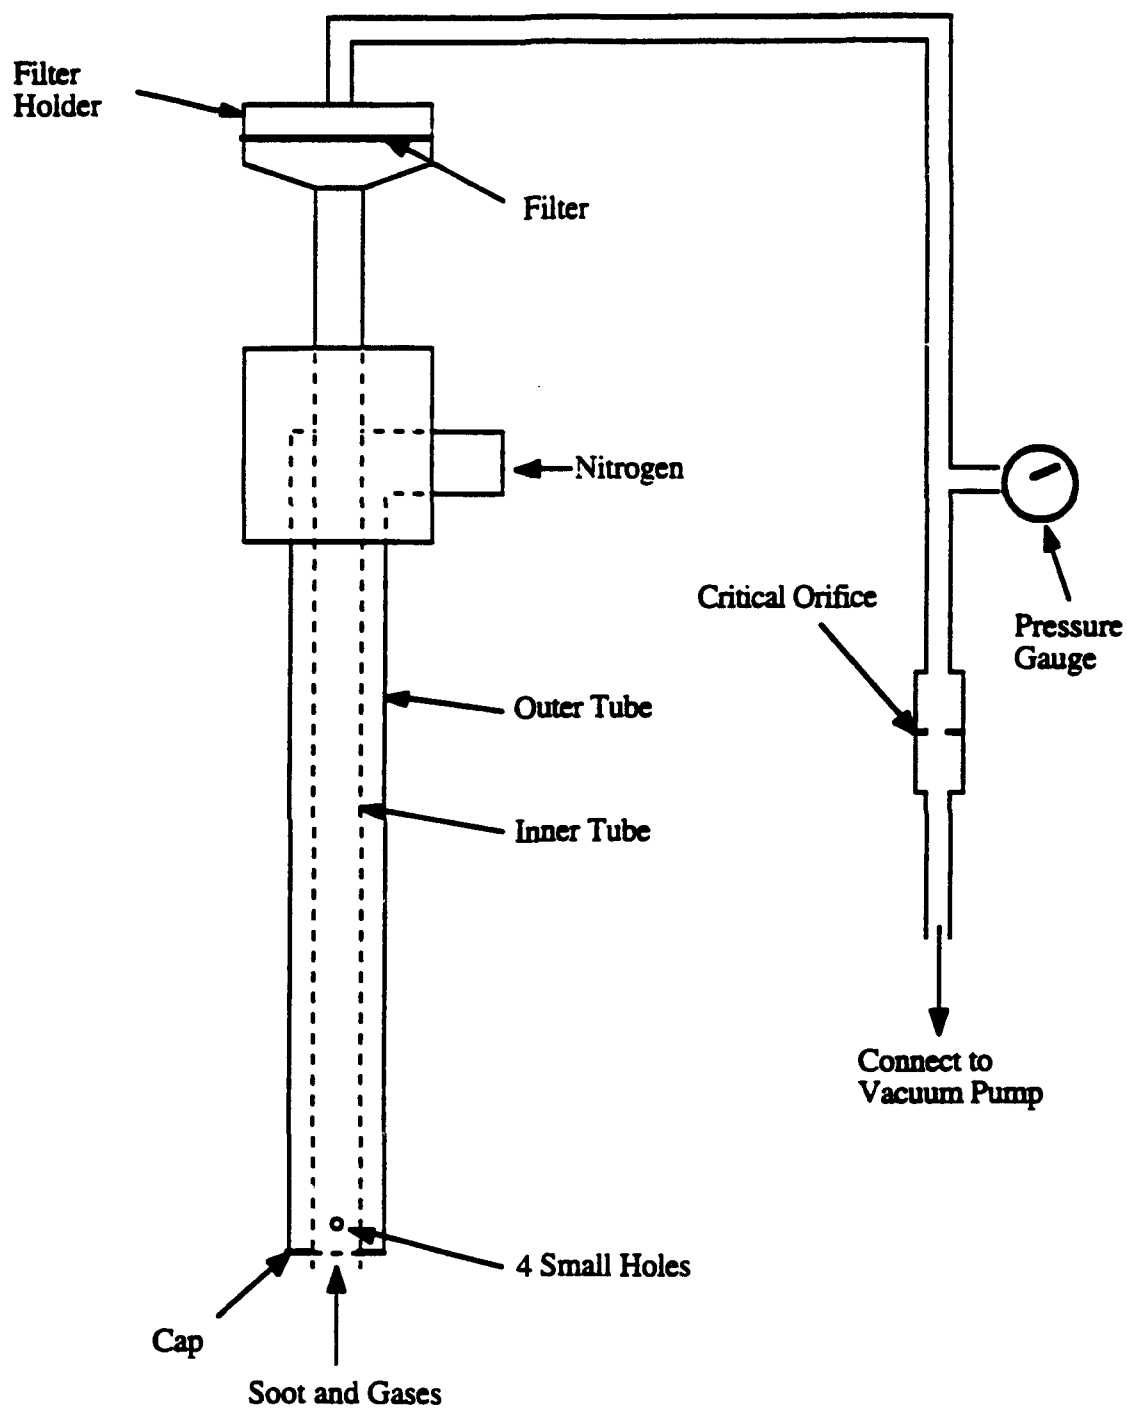 Filter
Holder
Filter
Nitrogen
Critical Orifice
Pressure
Gauge
Outer Tube
Inner Tube
Connect to
Vacuum Pump
4 Small Holes
Cap
Soot and Gases